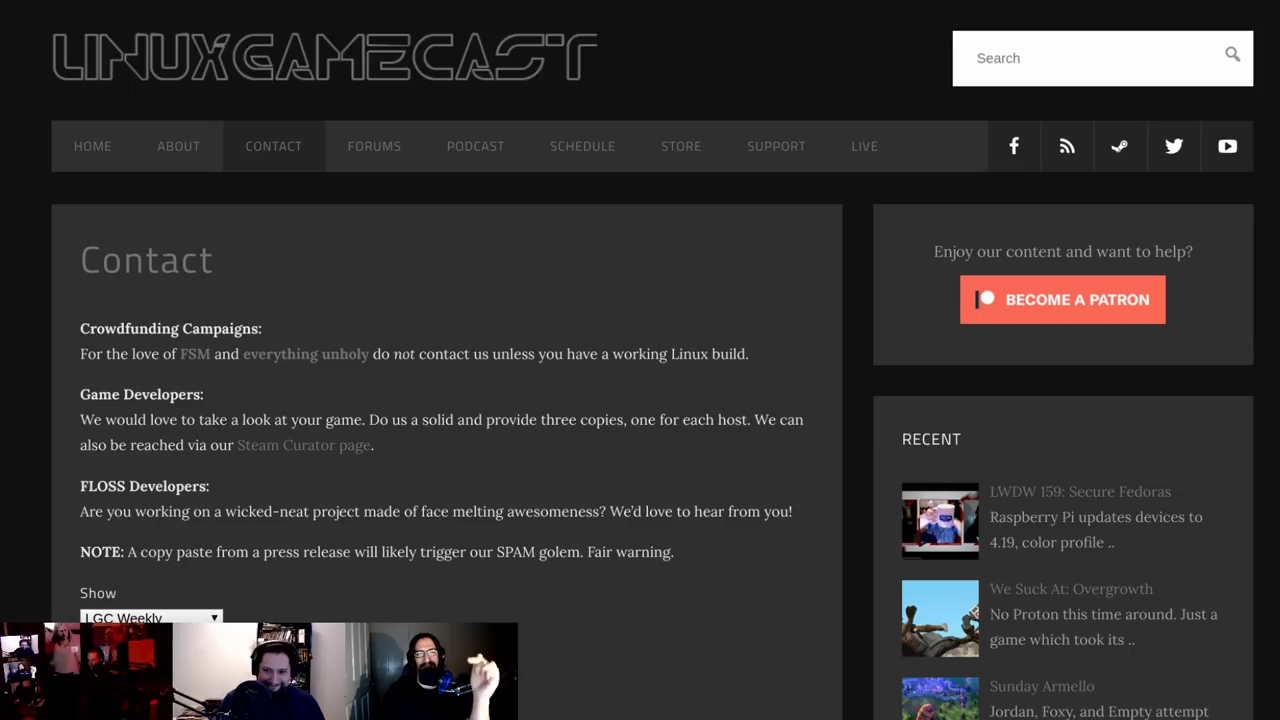 LINUXGAMECAST
Search
HOME ABOUT CONTACT FORUMS PODCAST SCHEDULE STORE SUPPORT LIVE
Contact
Crowdfunding Campaigns:
For the love of FSM and everything unholy do not contact us unless you have a working Linux build.
Game Developers:
We would love to take a look at your game. Do us a solid and provide three copies, one for each host. We can
also be reached via our Steam Curator page.
FLOSS Developers:
Are you working on a wicked-neat project made of face melting awesomeness? We'd love to hear from you!
NOTE: A copy paste from a press release will likely trigger our SPAM golem. Fair warning.
Show
LGC Weekly
Enjoy our content and want to help?
BECOME A PATRON
RECENT
LWDW 159: Secure Fedoras
Raspberry Pi updates devices to
4.19, color profile ..
We Suck At: Overgrowth
No Proton this time around. Just a
game which took its ..
Sunday Armello
Jordan, Foxy, and Empty attempt